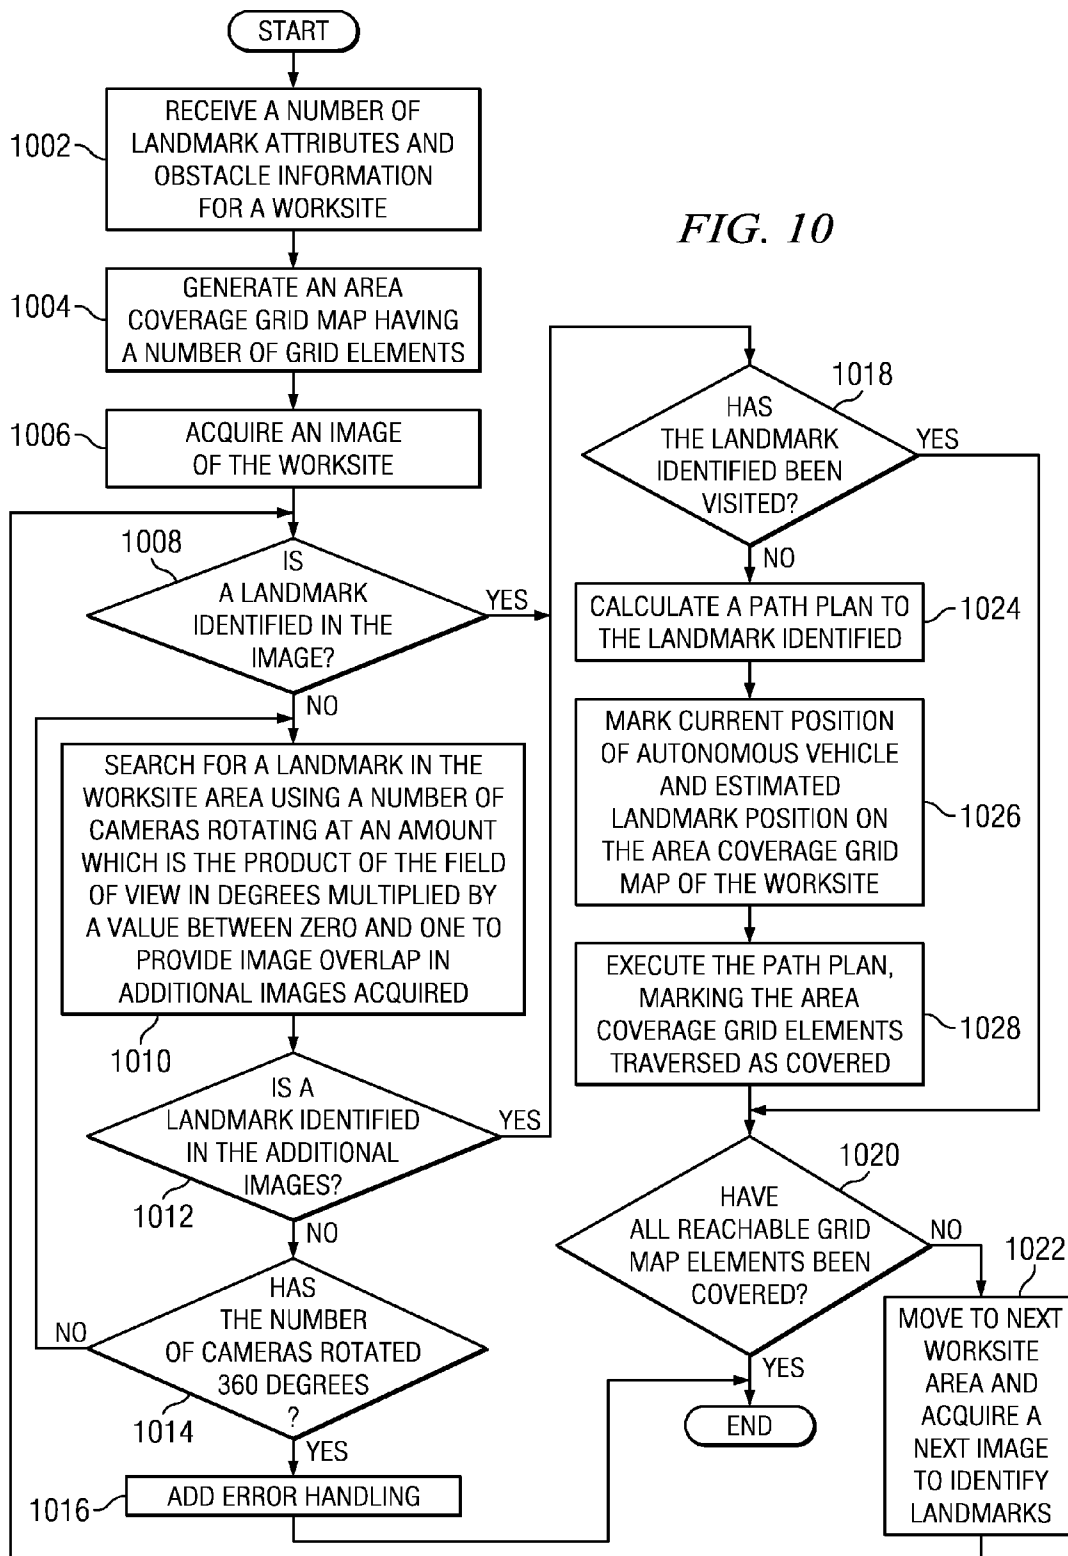 START
1002
RECEIVE A NUMBER OF
LANDMARK ATTRIBUTES AND
OBSTACLE INFORMATION
FOR A WORKSITE
FIG. 10
1004
GENERATE AN AREA
COVERAGE GRID MAP HAVING
A NUMBER OF GRID ELEMENTS
1006
ACQUIRE AN IMAGE
OF THE WORKSITE
1008
IS
A LANDMARK
IDENTIFIED IN THE
IMAGE?
YES
NO
SEARCH FOR A LANDMARK IN THE
WORKSITE AREA USING A NUMBER OF
CAMERAS ROTATING AT AN AMOUNT
WHICH IS THE PRODUCT OF THE FIELD
OF VIEW IN DEGREES MULTIPLIED BY
A VALUE BETWEEN ZERO AND ONE TO
PROVIDE IMAGE OVERLAP IN
ADDITIONAL IMAGES ACQUIRED
1010
IS A
LANDMARK IDENTIFIED
IN THE ADDITIONAL
IMAGES?
YES
1012
NO
HAS
THE NUMBER
OF CAMERAS ROTATED
360 DEGREES
?
NO
1014
YES
1016
ADD ERROR HANDLING
1018
HAS
THE LANDMARK
IDENTIFIED BEEN
VISITED?
YES
NO
CALCULATE A PATH PLAN TO
THE LANDMARK IDENTIFIED
1024
MARK CURRENT POSITION
OF AUTONOMOUS VEHICLE
AND ESTIMATED
LANDMARK POSITION ON
THE AREA COVERAGE GRID
MAP OF THE WORKSITE
1026
EXECUTE THE PATH PLAN,
MARKING THE AREA
COVERAGE GRID ELEMENTS
TRAVERSED AS COVERED
1028
1020
HAVE
ALL REACHABLE GRID
MAP ELEMENTS BEEN
COVERED?
NO
YES
END
1022
MOVE TO NEXT
WORKSITE
AREA AND
ACQUIRE A
NEXT IMAGE
TO IDENTIFY
LANDMARKS